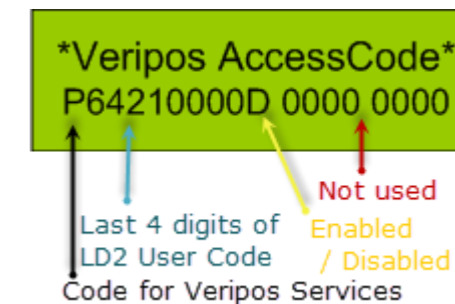 *Veripos AccessCode*
P64210000D 0000 0000
Not used
Last 4 digits of
LD2 User Code
Enabled
/ Disabled
Code for Veripos Services